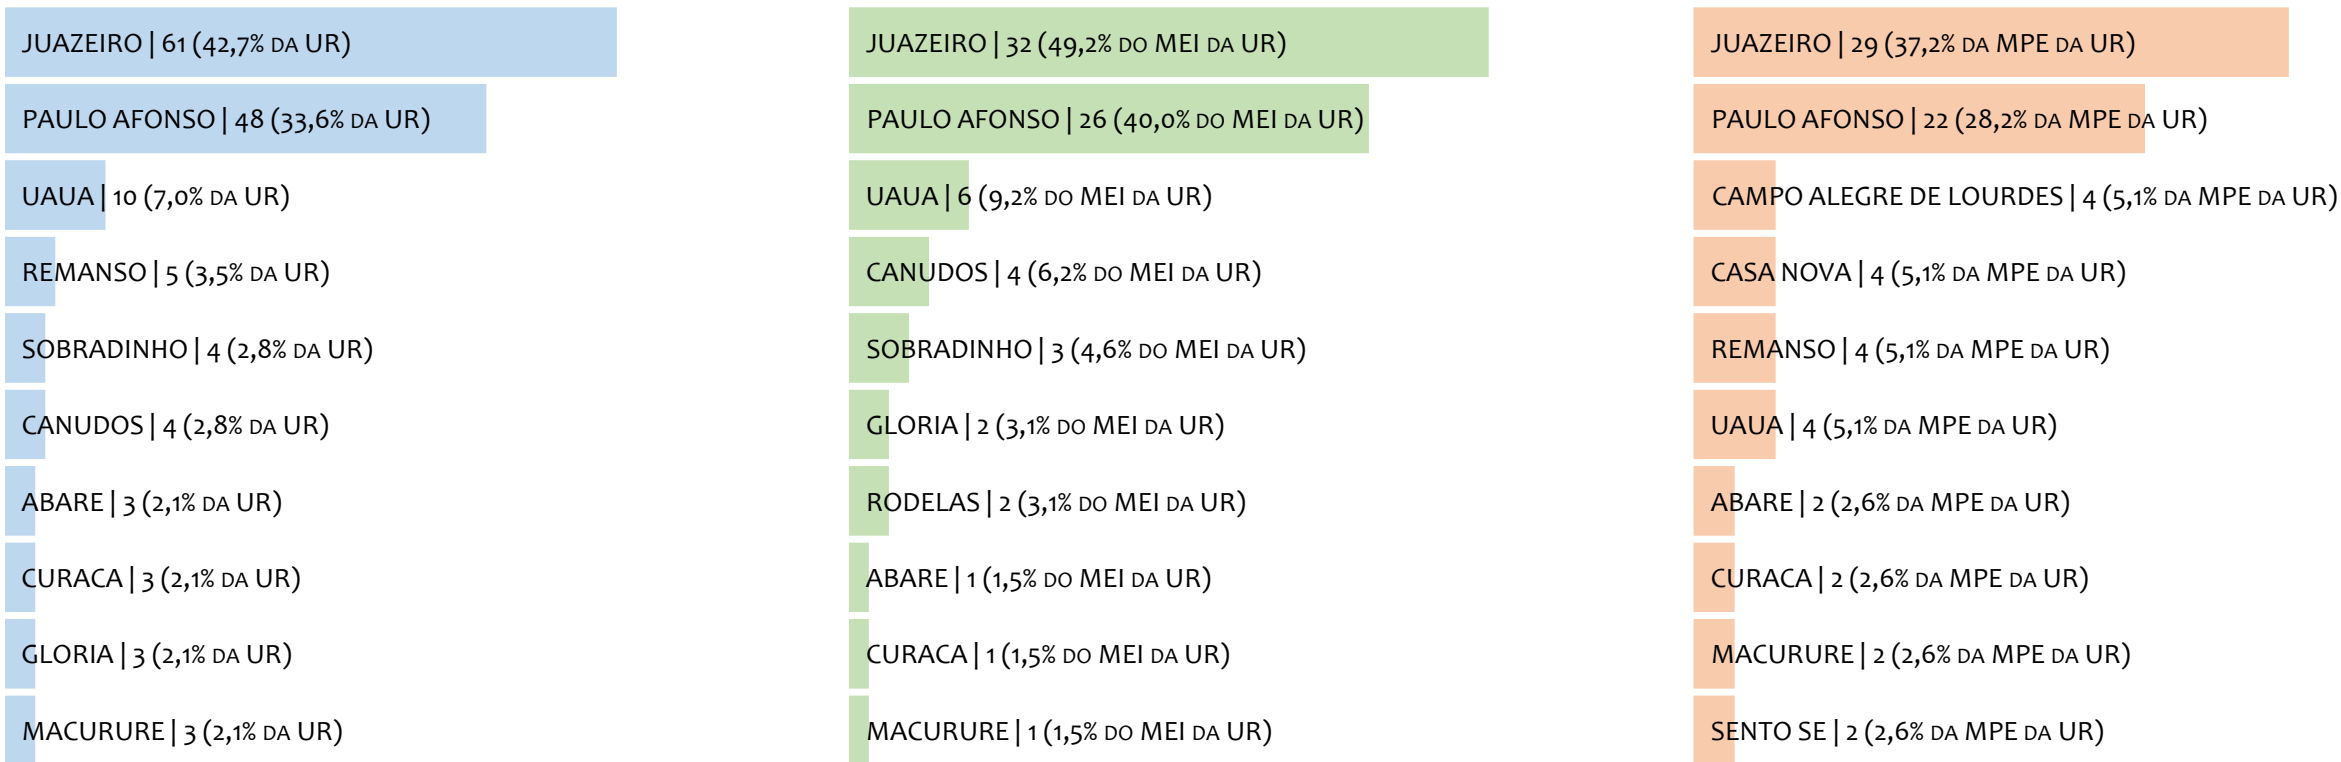 JUAZEIRO | 61 (42,7% DA UR)
PAULO AFONSO | 48 (33,6% DA UR)
UAUA | 10 (7,0% DA UR)
REMANSO | 5 (3,5% DA UR)
SOBRADINHO | 4 (2,8% DA UR)
CANUDOS | 4 (2,8% DA UR)
ABARE | 3 (2,1% DA UR)
CURACA | 3 (2,1% DA UR)
GLORIA | 3 (2,1% DA UR)
MACURURE | 3 (2,1% DA UR)
JUAZEIRO | 32 (49,2% DO MEI DA UR)
PAULO AFONSO | 26 (40,0% DO MEI DA UR)
UAUA | 6 (9,2% DO MEI DA UR)
CANUDOS | 4 (6,2% DO MEI DA UR)
SOBRADINHO | 3 (4,6% DO MEI DA UR)
GLORIA | 2 (3,1% DO MEI DA UR)
RODELAS | 2 (3,1% DO MEI DA UR)
ABARE | 1 (1,5% DO MEI DA UR)
CURACA | 1 (1,5% DO MEI DA UR)
MACURURE | 1 (1,5% DO MEI DA UR)
JUAZEIRO | 29 (37,2% DA MPE DA UR)
PAULO AFONSO | 22 (28,2% DA MPE DA UR)
CAMPO ALEGRE DE LOURDES | 4 (5,1% DA MPE DA UR)
CASA NOVA | 4 (5,1% DA MPE DA UR)
REMANSO | 4 (5,1% DA MPE DA UR)
UAUA | 4 (5,1% DA MPE DA UR)
ABARE | 2 (2,6% DA MPE DA UR)
CURACA | 2 (2,6% DA MPE DA UR)
MACURURE | 2 (2,6% DA MPE DA UR)
SENTO SE | 2 (2,6% DA MPE DA UR)